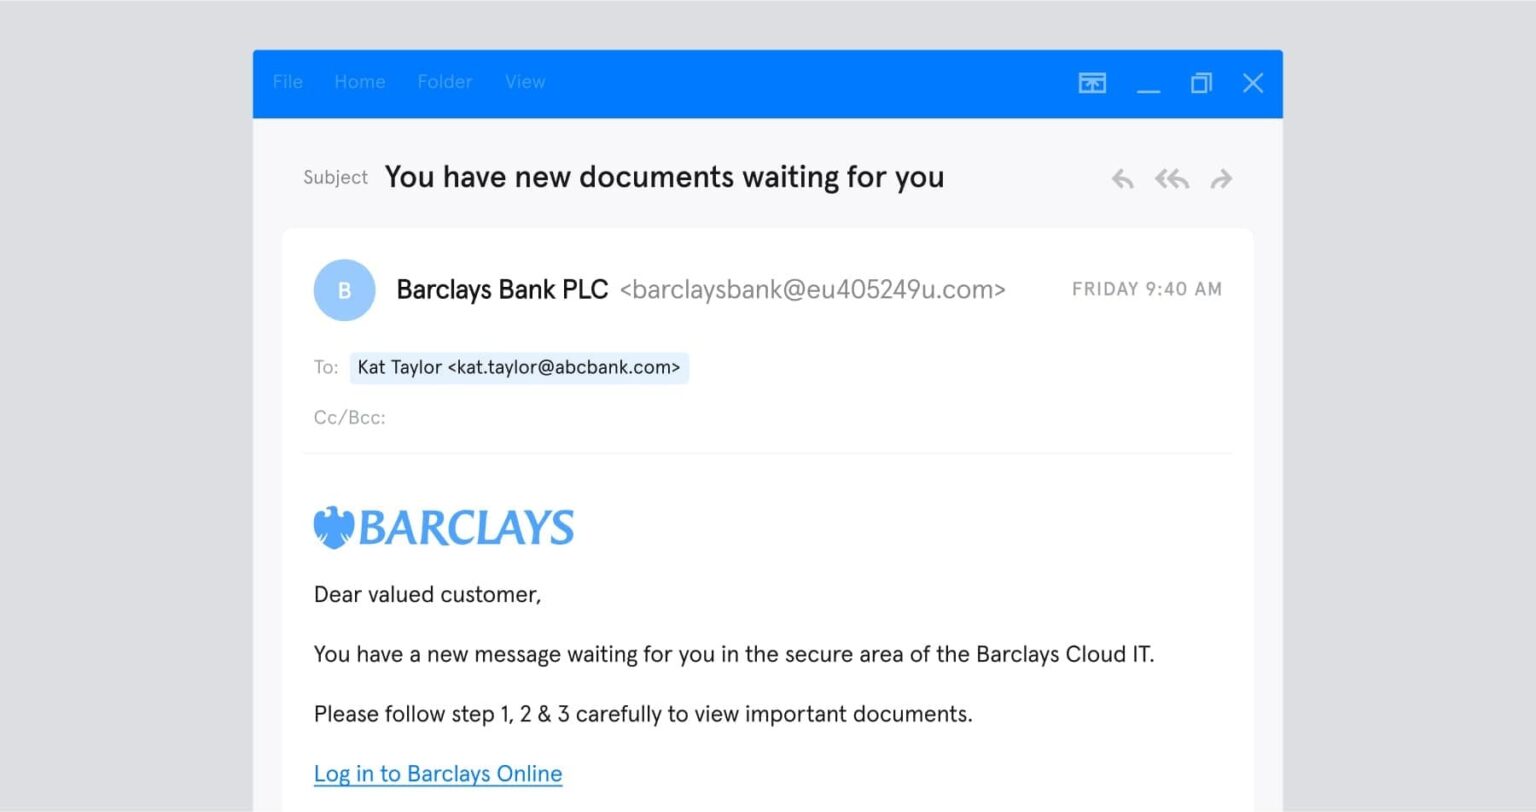 File Home Folder View
Subject You have new documents waiting for you
B Barclays Bank PLC <barclaysbank@eu405249u.com> FRIDAY 9:40 AM
To: Kat Taylor <kat.taylor@abcbank.com>
Cc/Bcc:
BARCLAYS
Dear valued customer,
You have a new message waiting for you in the secure area of the Barclays Cloud IT.
Please follow step 1, 2 & 3 carefully to view important documents.
Log in to Barclays Online